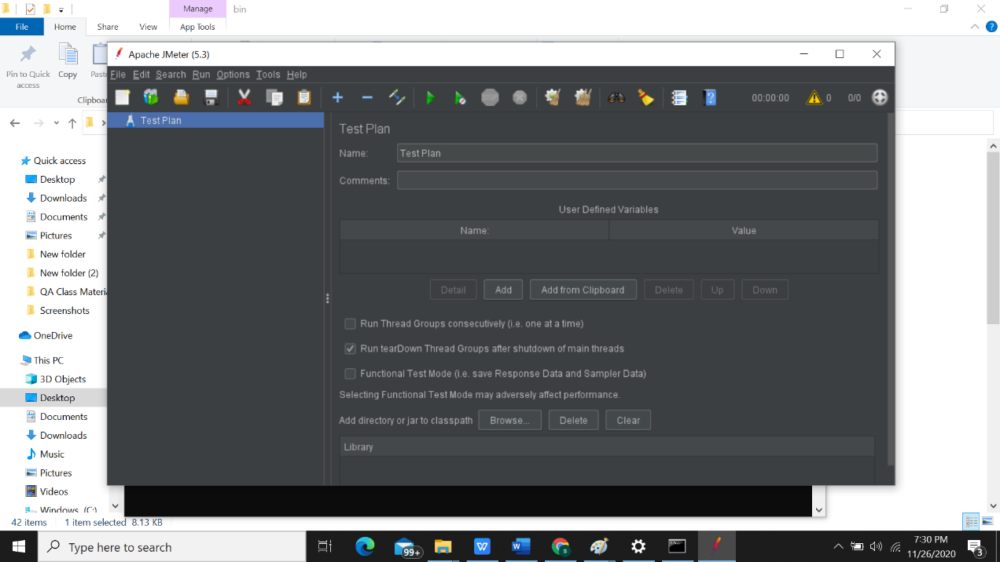 Manage
bin
File
Home
Share
View
App Tools
Pin to Quick access
Copy
Clipboar
Apache JMeter (5.3)
File Edit Search Run Options Tools Help
STOP
00:00:00
0
0/0
Test Plan
Test Plan
Name:
Test Plan
Comments:
User Defined Variables
Name:
Value
Detail
Add
Add from Clipboard
Delete
Up
Down
Run Thread Groups consecutively (i.e. one at a time)
Run tearDown Thread Groups after shutdown of main threads
Functional Test Mode (i.e. save Response Data and Sampler Data)
Selecting Functional Test Mode may adversely affect performance.
Add directory or jar to classpath
Browse...
Delete
Clear
Library
Quick access
Desktop
Downloads
Documents
Pictures
New folder
New folder (2)
QA Class Materi
Screenshots
OneDrive
This PC
3D Objects
Desktop
Documents
Downloads
Music
Pictures
Videos
Windows (C:)
42 items
1 item selected 8.13 KB
Type here to search
99+
7:30 PM
11/26/2020
3